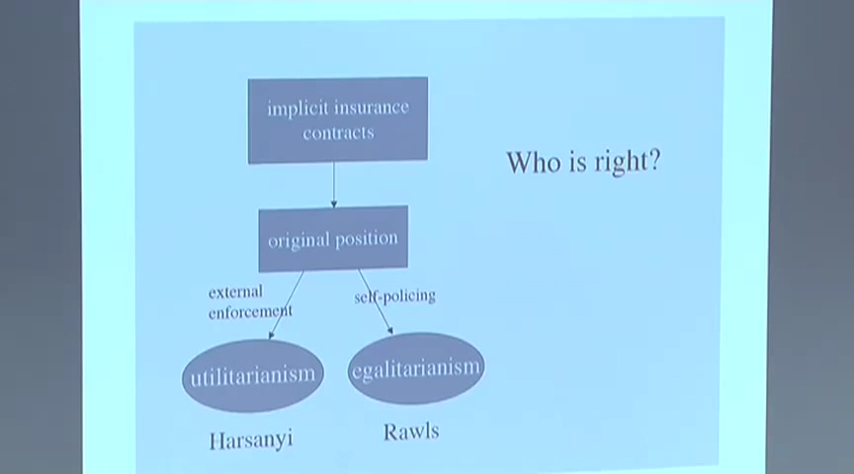 implicit insurance
contracts
Who is right?
original position
external
enforcement
self-policing
utilitarianism
egalitarianism
Harsanyi
Rawls